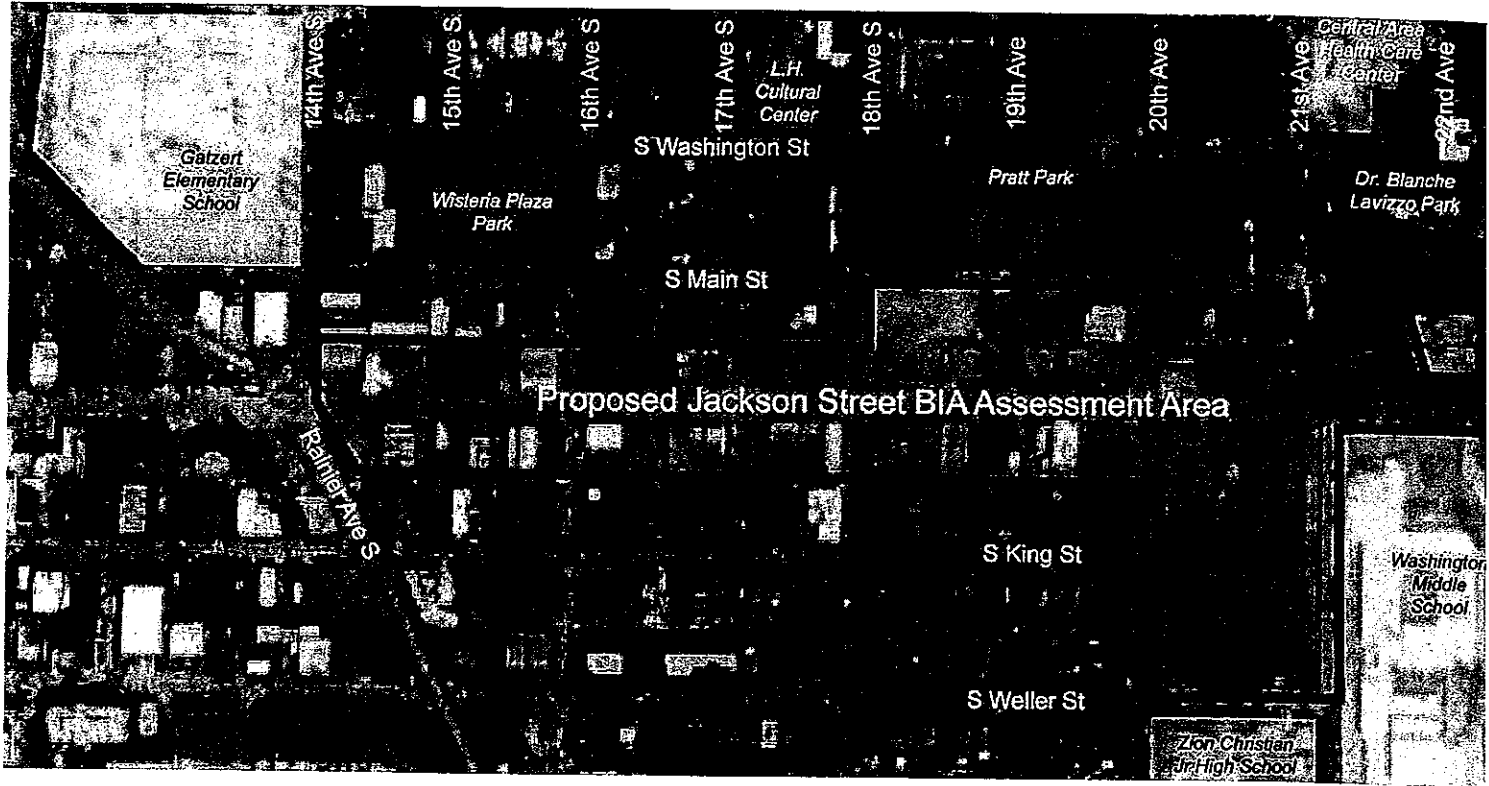 14th Ave S
15th Ave S
16th Ave S
17th Ave S
L.H.
Cultural
Center
18th Ave S
19th Ave
20th Ave
21st Ave
Central Area
Health Care
Center
22nd Ave
S Washington St
Gatzert
Elementary
School
Wisteria Plaza
Park
Pratt Park
Dr. Blanche
Lavizzo Park
S Main St
Proposed Jackson Street BIA Assessment Area
Rainier Ave S
S King St
Washington
Middle
School
S Weller St
Zion Christian
Jr High School